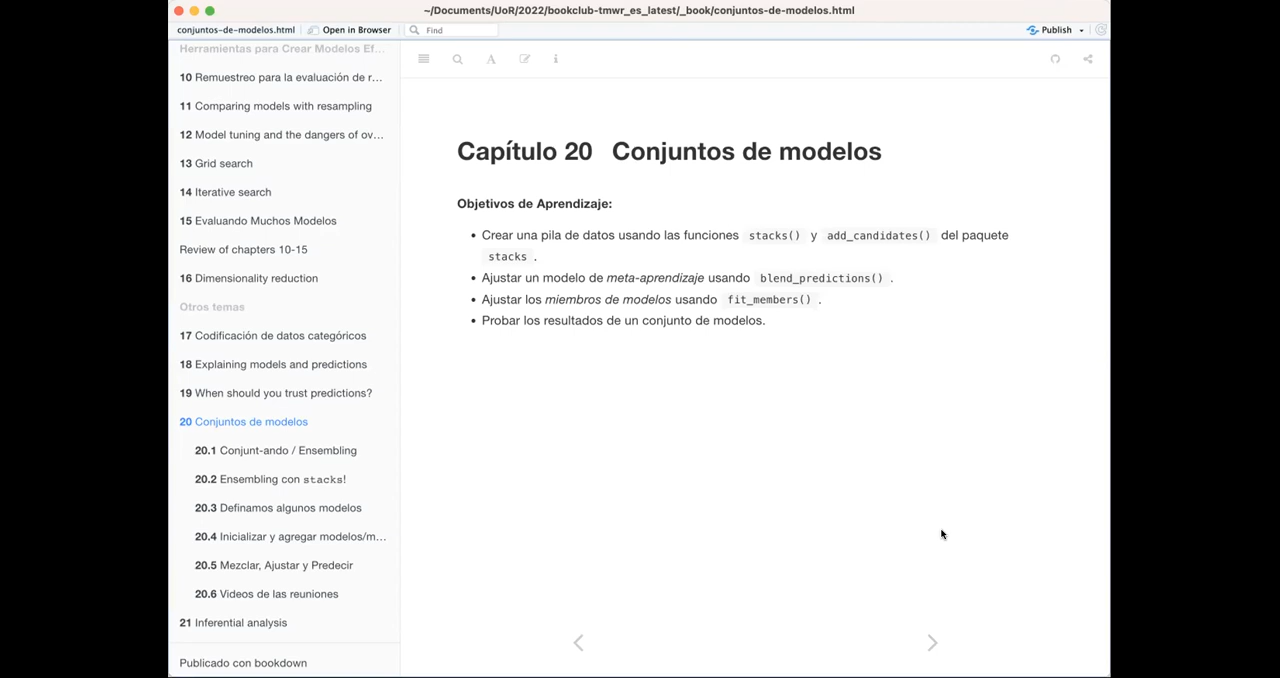 ~/Documents/UoR/2022/bookclub-tmwr_es_latest/_book/conjuntos-de-modelos.html
conjuntos-de-modelos.html Open in Browser Find Publish
Herramientas para Crear Modelos Ef…
10 Remuestreo para la evaluación de r…
11 Comparing models with resampling
12 Model tuning and the dangers of ov…
13 Grid search
14 Iterative search
15 Evaluando Muchos Modelos
Review of chapters 10-15
16 Dimensionality reduction
Otros temas
17 Codificación de datos categóricos
18 Explaining models and predictions
19 When should you trust predictions?
20 Conjuntos de modelos
20.1 Conjunt-ando / Ensembling
20.2 Ensembling con stacks!
20.3 Definamos algunos modelos
20.4 Inicializar y agregar modelos/m…
20.5 Mezclar, Ajustar y Predecir
20.6 Videos de las reuniones
21 Inferential analysis
Publicado con bookdown
Capítulo 20 Conjuntos de modelos
Objetivos de Aprendizaje:
• Crear una pila de datos usando las funciones stacks() y add_candidates() del paquete
stacks .
• Ajustar un modelo de meta-aprendizaje usando blend_predictions() .
• Ajustar los miembros de modelos usando fit_members() .
• Probar los resultados de un conjunto de modelos.